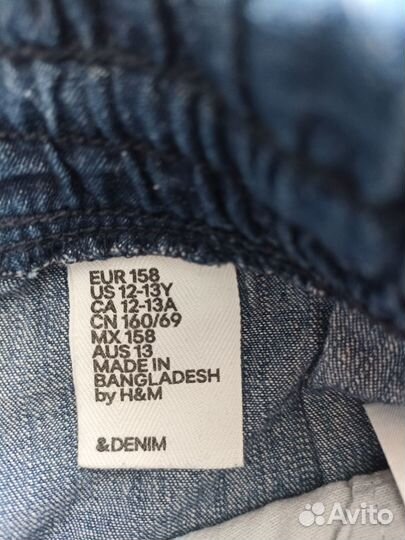 EUR 158
US 12-13Y
CA 12-13A
CN 160/69
MX 158
AUS 13
MADE IN
BANGLADESH
by H&M
&DENIM
Avito